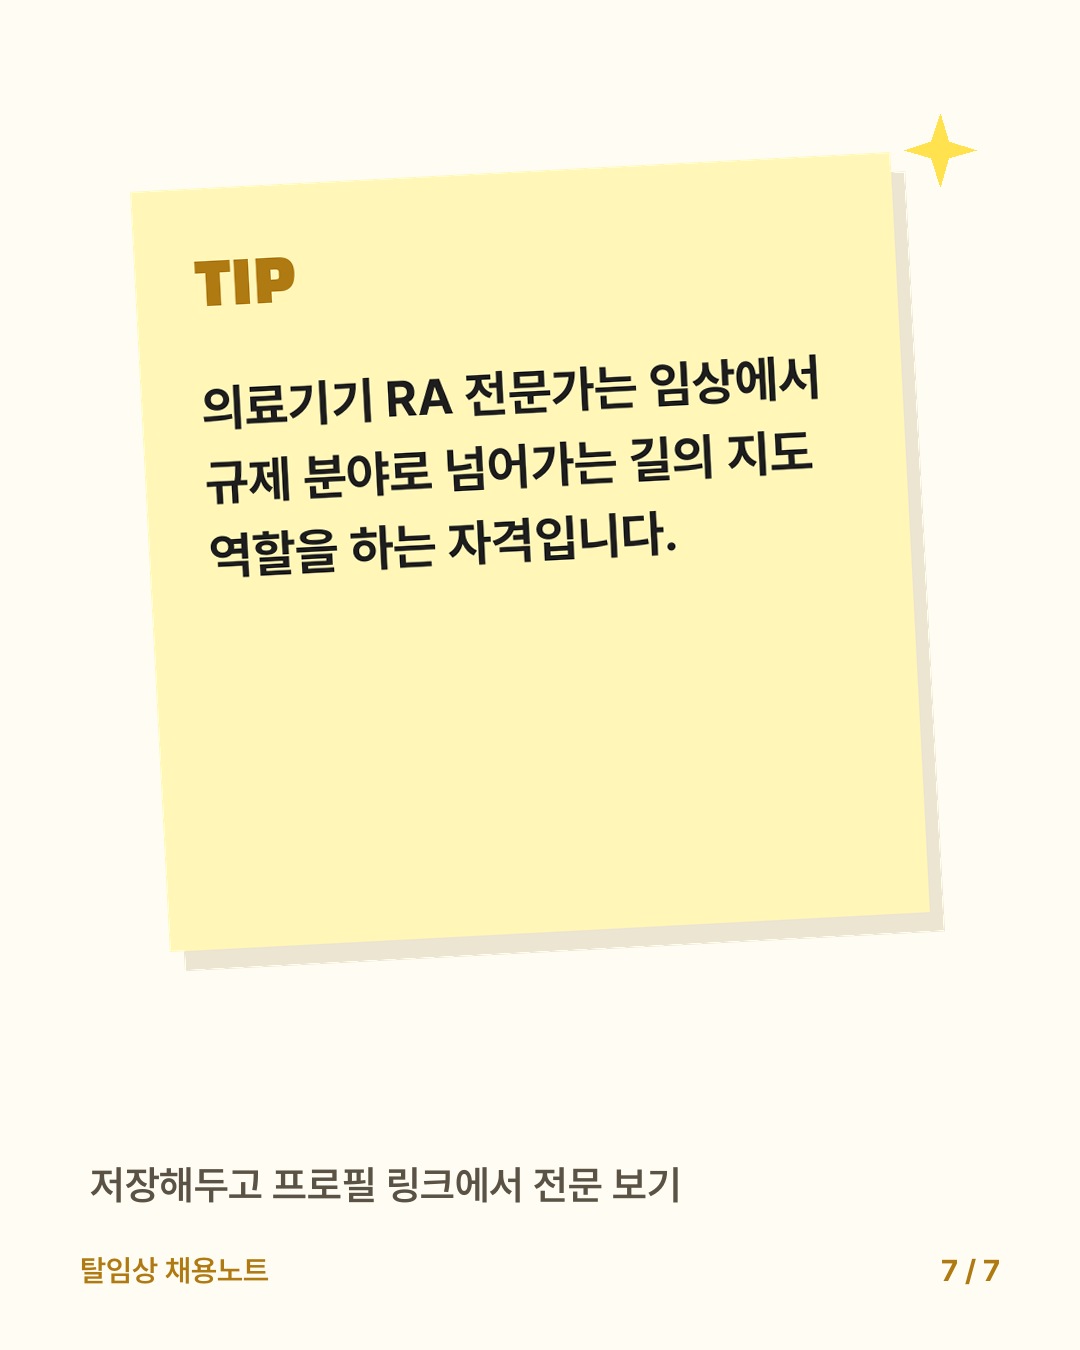 TIP
의료기기 RA 전문가는 임상에서
규제 분야로 넘어가는 길의 지도
역할을 하는 자격입니다.
저장해두고 프로필 링크에서 전문 보기
탈임상 채용노트
7 / 7